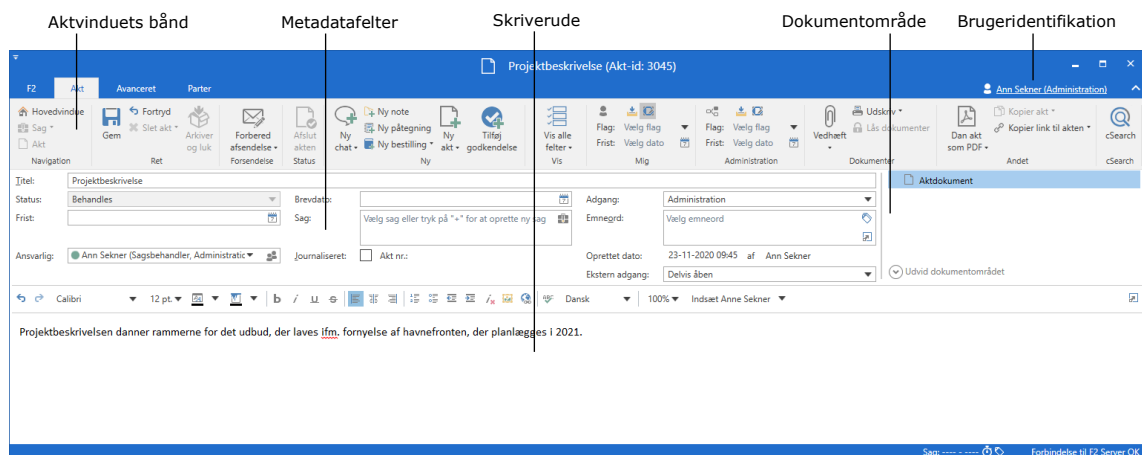 Aktvinduets bånd Metadatafelter Skriverude Dokumentområde Brugeridentifikation
Projektbeskrivelse (Akt-id: 3045)
F2 Akt Avanceret Parter Ann Sekner (Administration)
Hovedvindue
Sag
Akt
Navigation
Gem
Fortryd
Slet akt
Arkiver
og luk
Ret
Forbered
afsendelse
Forsendelse
Afslut
akten
Status
Ny
chat
Ny note
Ny påtegning
Ny bestilling
Ny
akt
Tilføj
godkendelse
Ny
Vis alle
felter
Vis
Flag: Vælg flag
Frist: Vælg dato
Mig
Flag: Vælg flag
Frist: Vælg dato
Administration
Vedhæft
Udskriv
Lås dokumenter
Dokumenter
Dan akt
som PDF
Kopier akt
Kopier link til akten
Andet
cSearch
cSearch
Titel: Projektbeskrivelse
Status: Behandles Brevdato: Adgang: Administration
Frist: Sag: Vælg sag eller tryk på "+" for at oprette ny sag Emneord: Vælg emneord
Ansvarlig: Ann Sekner (Sagsbehandler, Administratic Journaliseret: Akt nr.: Oprettet dato: 23-11-2020 09:45 af Ann Sekner
Ekstern adgang: Delvis åben
Aktdokument
Udvid dokumentområdet
Calibri 12 pt. b i u S ABC Dansk 100% Indsæt Anne Sekner
Projektbeskrivelsen danner rammerne for det udbud, der laves ifm. fornyelse af havnefronten, der planlægges i 2021.
Sag: ---- - ---- Forbindelse til F2 Server OK